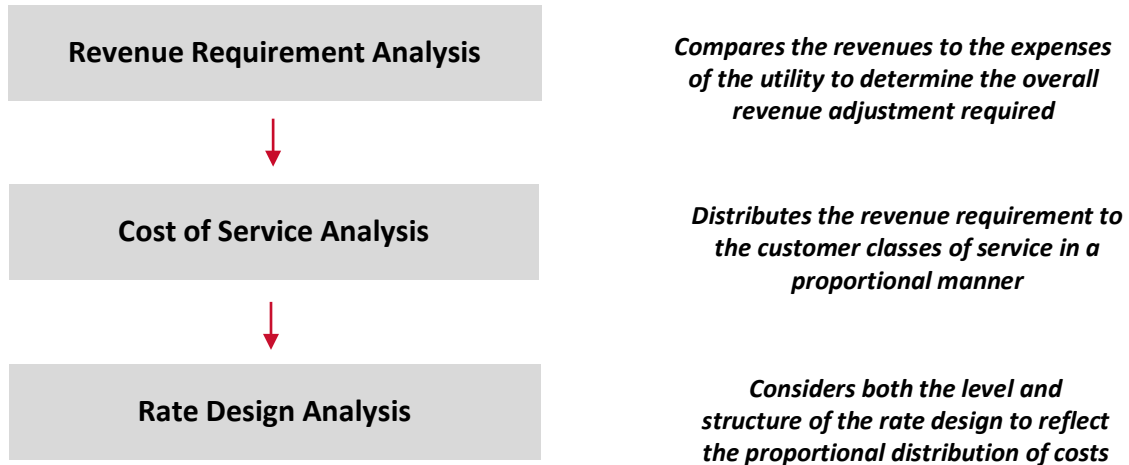 Revenue Requirement Analysis
Compares the revenues to the expenses
of the utility to determine the overall
revenue adjustment required
Cost of Service Analysis
Distributes the revenue requirement to
the customer classes of service in a
proportional manner
Rate Design Analysis
Considers both the level and
structure of the rate design to reflect
the proportional distribution of costs